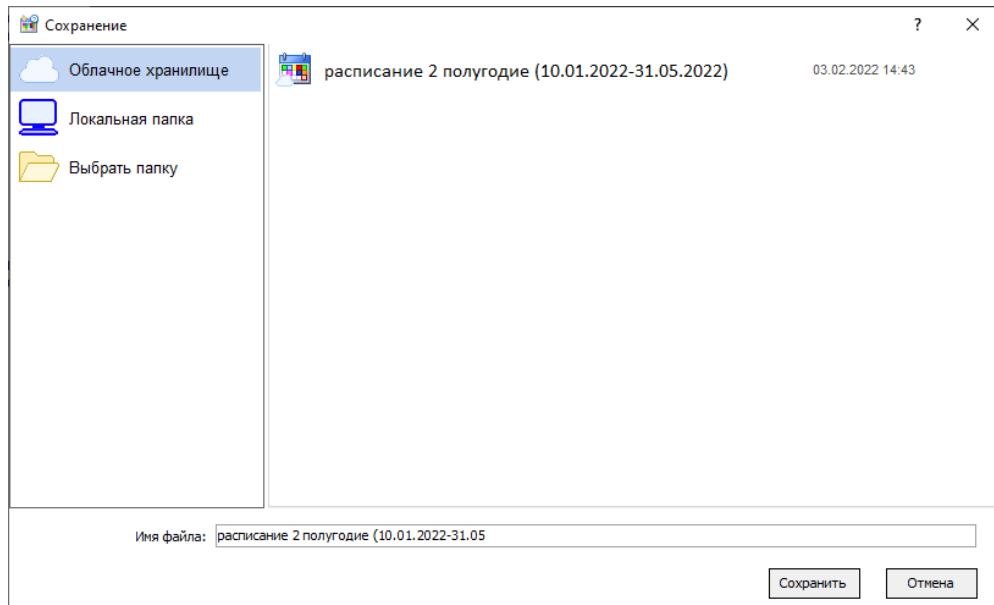 Сохранение
?
Облачное хранилище
Локальная папка
Выбрать папку
расписание 2 полугодие (10.01.2022-31.05.2022) 03.02.2022 14:43
Имя файла: расписание 2 полугодие (10.01.2022-31.05
Сохранить Отмена